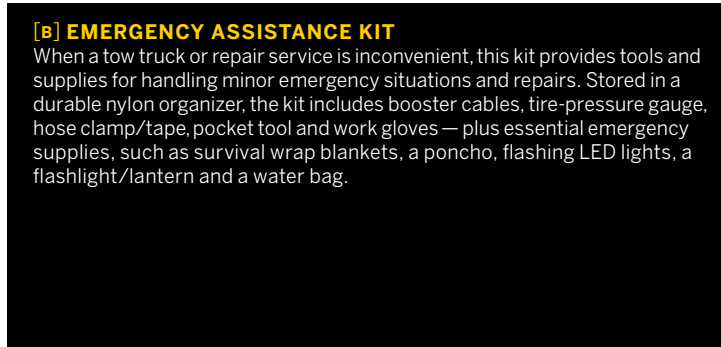 [B] EMERGENCY ASSISTANCE KIT
When a tow truck or repair service is inconvenient, this kit provides tools and
supplies for handling minor emergency situations and repairs. Stored in a
durable nylon organizer, the kit includes booster cables, tire-pressure gauge,
hose clamp/tape, pocket tool and work gloves — plus essential emergency
supplies, such as survival wrap blankets, a poncho, flashing LED lights, a
flashlight/lantern and a water bag.